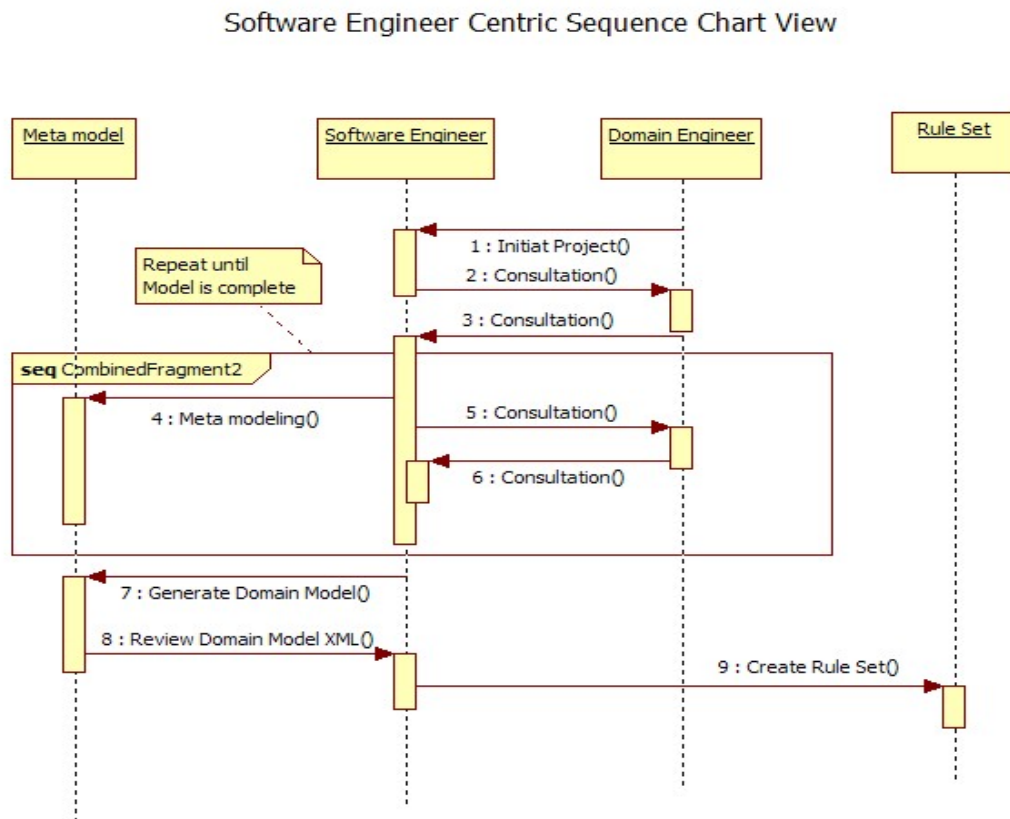 Software Engineer Centric Sequence Chart View
Meta model
Software Engineer
Domain Engineer
Rule Set
1 : Initiat Project()
Repeat until
Model is complete
2 : Consultation()
3 : Consultation()
seq CombinedFragment2
4 : Meta modeling()
5 : Consultation()
6 : Consultation()
7 : Generate Domain Model()
8 : Review Domain Model XML()
9 : Create Rule Set()